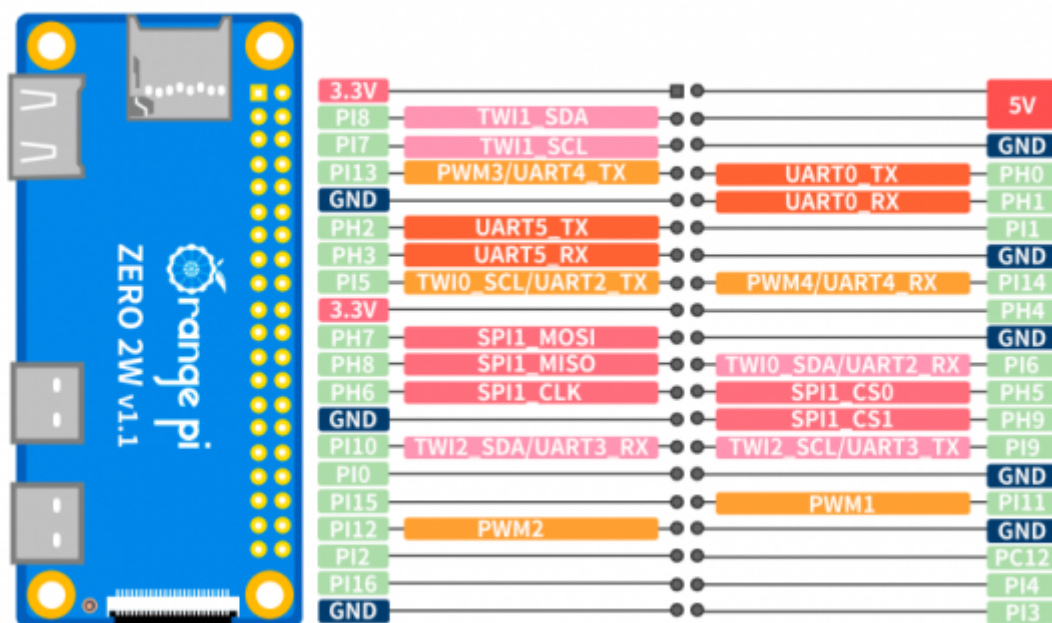 3.3V 5V
PI8 TWI1_SDA
PI7 TWI1_SCL GND
PI13 PWM3/UART4_TX UART0_TX PH0
GND UART0_RX PH1
PH2 UART5_TX PI1
PH3 UART5_RX GND
PI5 TWI0_SCL/UART2_TX PWM4/UART4_RX PI14
3.3V PH4
PH7 SPI1_MOSI GND
PH8 SPI1_MISO TWI0_SDA/UART2_RX PI6
PH6 SPI1_CLK SPI1_CS0 PH5
GND SPI1_CS1 PH9
PI10 TWI2_SDA/UART3_RX TWI2_SCL/UART3_TX PI9
PI0 GND
PI15 PWM1 PI11
PI12 PWM2 GND
PI2 PC12
PI16 PI4
GND PI3
Orange pi
ZERO 2W v1.1